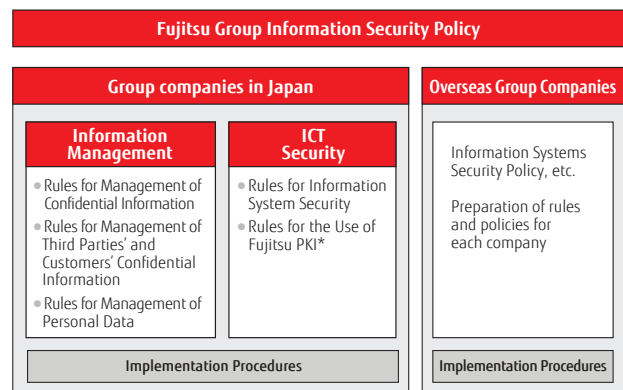 Fujitsu Group Information Security Policy
Group companies in Japan
Information
Management
● Rules for Management of
Confidential Information
● Rules for Management of
Third Parties' and
Customers' Confidential
Information
● Rules for Management of
Personal Data
ICT
Security
● Rules for Information
System Security
● Rules for the Use of
Fujitsu PKI*
Implementation Procedures
Overseas Group Companies
Information Systems
Security Policy, etc.
Preparation of rules
and policies for
each company
Implementation Procedures